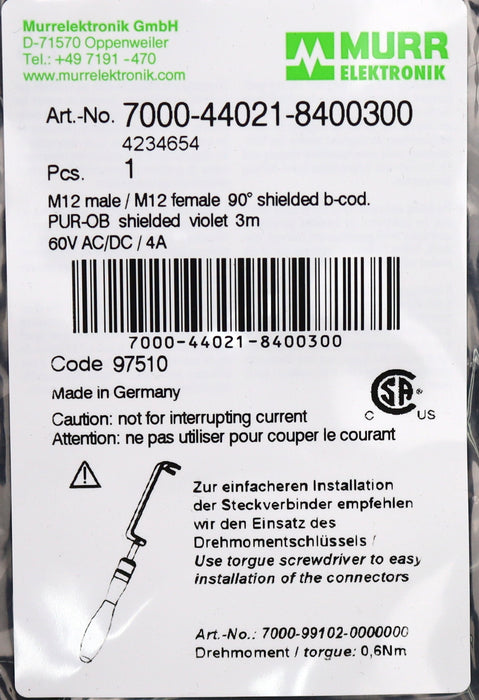 Murrelektronik GmbH
D-71570 Oppenweiler
Tel.: +49 7191 -470
www.murrelektronik.com
MURR
ELEKTRONIK
Art.-No. 7000-44021-8400300
4234654
Pcs. 1
M12 male / M12 female 90° shielded b-cod.
PUR-OB shielded violet 3m
60V AC/DC / 4A
7000-44021-8400300
Code 97510
Made in Germany
CSA ®
C US
Caution: not for interrupting current
Attention: ne pas utiliser pour couper le courant
Zur einfacheren Installation
der Steckverbinder empfehlen
wir den Einsatz des
Drehmomentschlüssels /
Use torgue screwdriver to easy
installation of the connectors
Art.-No.: 7000-99102-0000000
Drehmoment / torgue: 0,6Nm